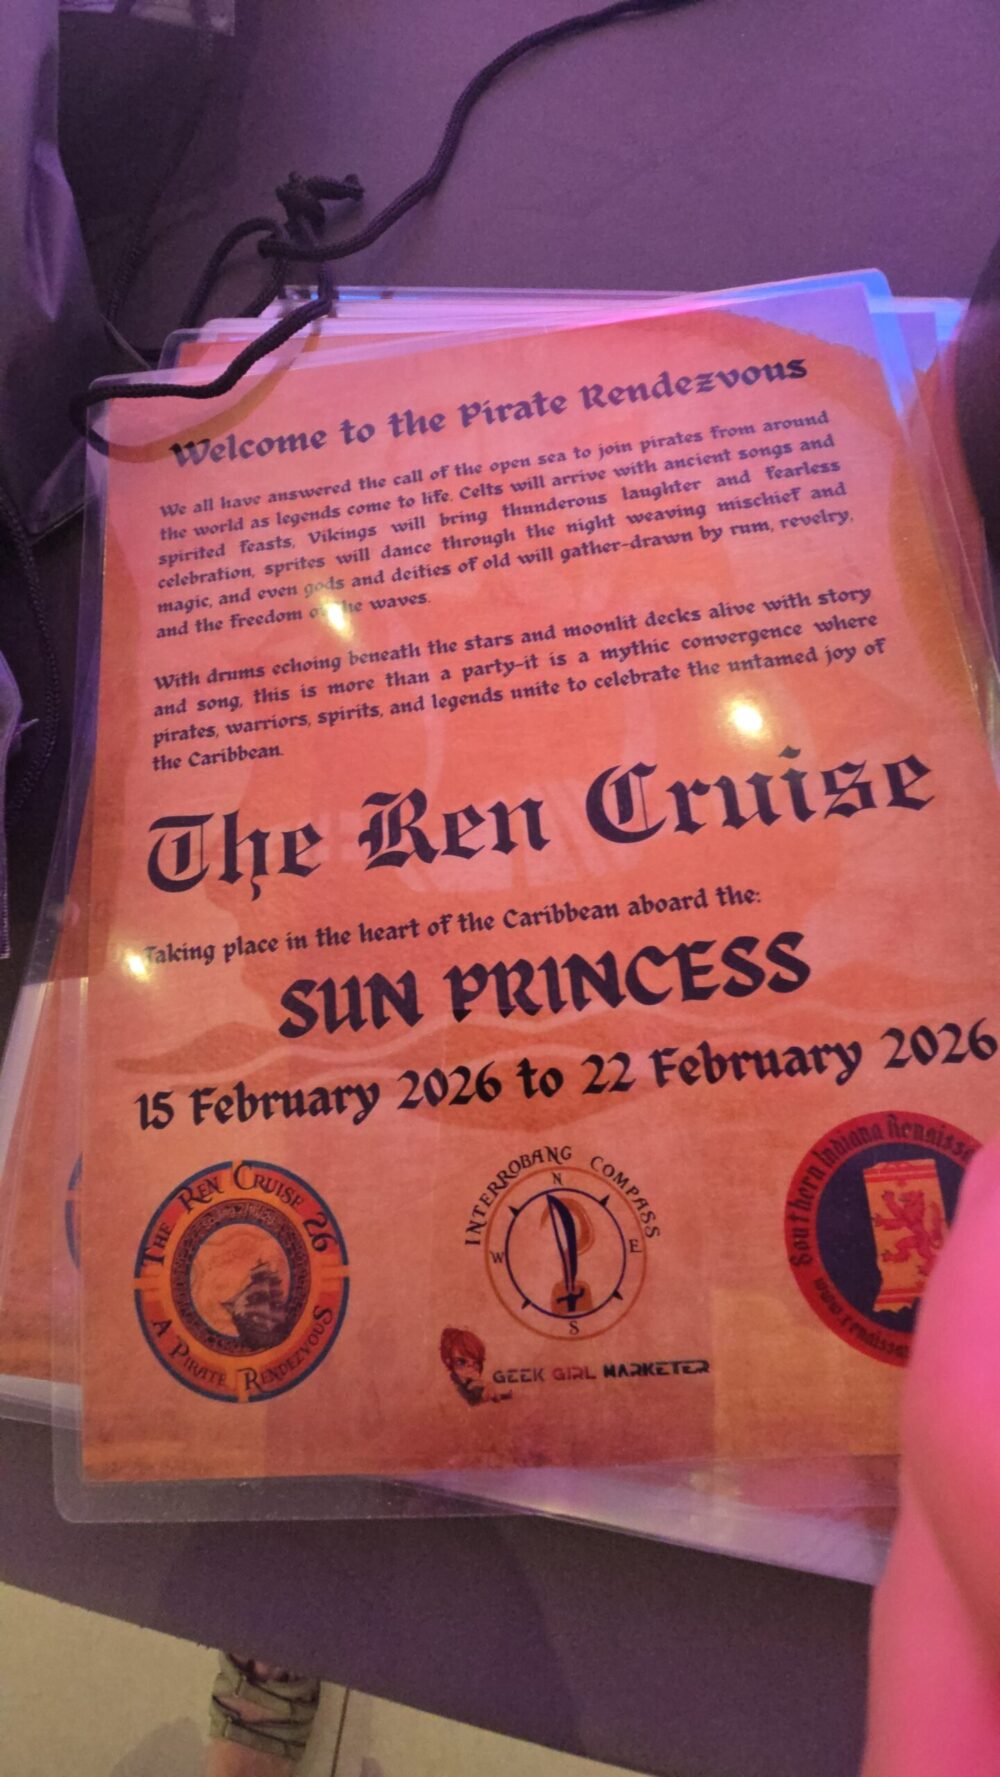 Welcome to the Pirate Rendezvous
We all have answered the call of the open sea to join pirates from around
the world as legends come to life. Celts will arrive with ancient songs and
spirited feasts, Vikings will bring thunderous laughter and fearless
celebration, sprites will dance through the night weaving mischief and
magic, and even gods and deities of old will gather-drawn by rum, revelry,
and the freedom of the waves.
With drums echoing beneath the stars and moonlit decks alive with story
and song, this is more than a party-it is a mythic convergence where
pirates, warriors, spirits, and legends unite to celebrate the untamed joy of
the Caribbean.
The Ren Cruise
Taking place in the heart of the Caribbean aboard the:
SUN PRINCESS
15 February 2026 to 22 February 2026
THE REN CRUISE 26
A PIRATE RENDEZVOUS
INTERROBANG COMPASS
N
W E
S
GEEK GIRL MARKETER
Southern Indiana